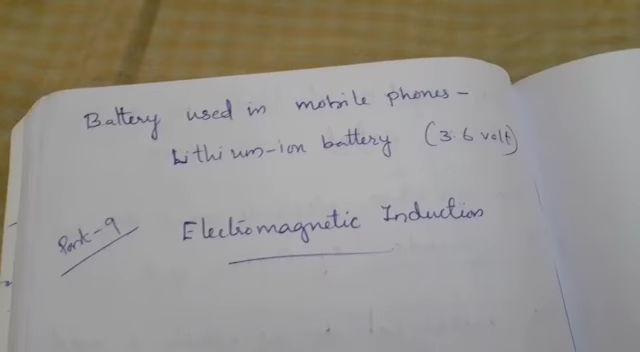 Battery used in mobile phones -
Lithium-ion battery (3.6 volt)
Part-9 Electromagnetic Induction